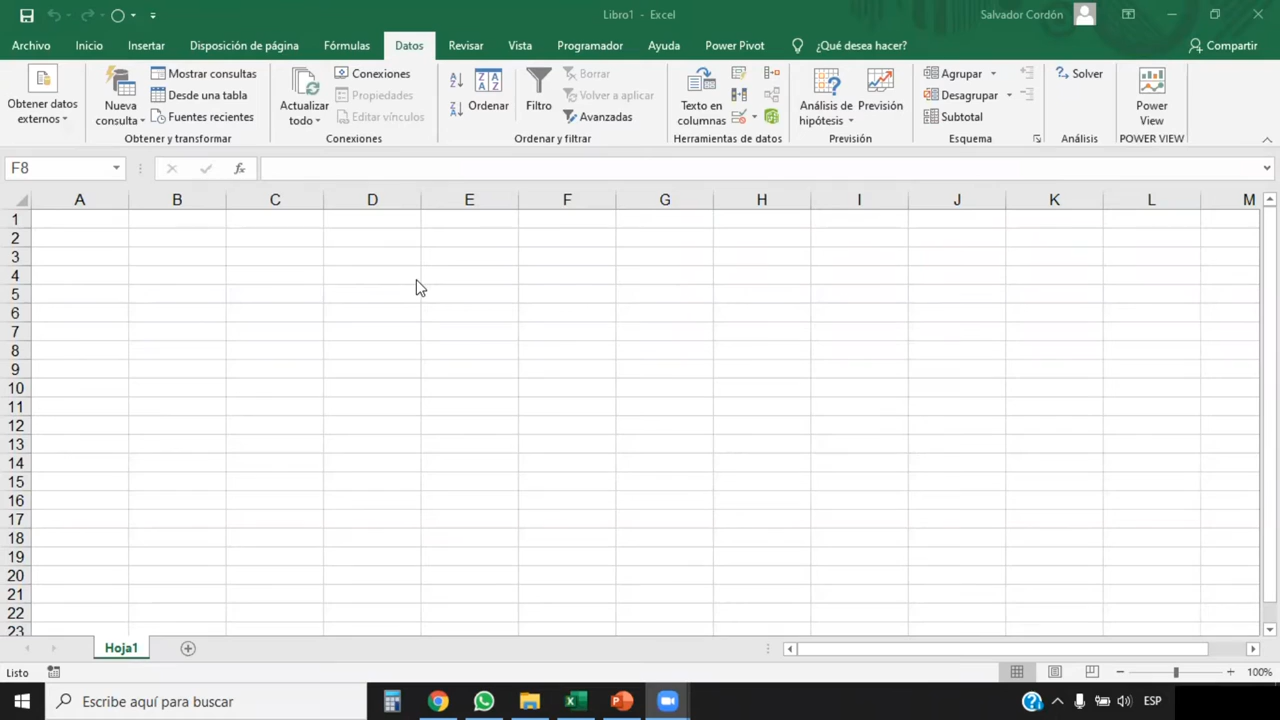 Libro1 - Excel
Salvador Cordón
Archivo
Inicio
Insertar
Disposición de página
Fórmulas
Datos
Revisar
Vista
Programador
Ayuda
Power Pivot
¿Qué desea hacer?
Compartir
Obtener datos
externos
Nueva
consulta
Mostrar consultas
Desde una tabla
Fuentes recientes
Obtener y transformar
Actualizar
todo
Conexiones
Propiedades
Editar vínculos
Conexiones
Ordenar
Filtro
Borrar
Volver a aplicar
Avanzadas
Ordenar y filtrar
Texto en
columnas
Herramientas de datos
Análisis de
hipótesis
Previsión
Previsión
Agrupar
Desagrupar
Subtotal
Esquema
Solver
Análisis
Power
View
POWER VIEW
F8
fx
A B C D E F G H I J K L M
1
2
3
4
5
6
7
8
9
10
11
12
13
14
15
16
17
18
19
20
21
22
23
Hoja1
Listo
100%
Escribe aquí para buscar
ESP